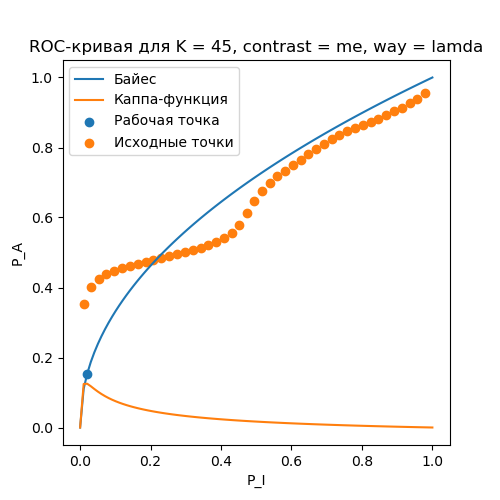 ROC-кривая для K = 45, contrast = me, way = lamda
Байес
Каппа-функция
Рабочая точка
Исходные точки
P_A
1.0
0.8
0.6
0.4
0.2
0.0
0.0 0.2 0.4 0.6 0.8 1.0
P_I